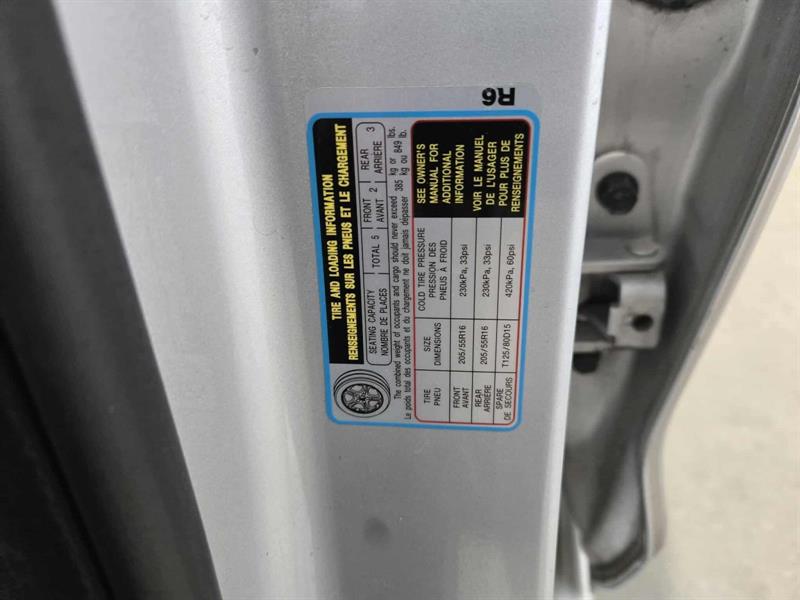 R6
TIRE AND LOADING INFORMATION
RENSEIGNEMENTS SUR LES PNEUS ET LE CHARGEMENT
SEATING CAPACITY TOTAL 5 FRONT 2 REAR 3
NOMBRE DE PLACES AVANT ARRIÈRE
The combined weight of occupants and cargo should never exceed 385 kg or 849 lbs.
Le poids total des occupants et du chargement ne doit jamais dépasser 385 kg ou 849 lb.
TIRE SIZE COLD TIRE PRESSURE SEE OWNER'S
PNEU DIMENSIONS PRESSION DES MANUAL FOR
PNEUS A FROID ADDITIONAL
INFORMATION
FRONT 205/55R16 230kPa, 33psi
AVANT
REAR 205/55R16 230kPa, 33psi VOIR LE MANUEL
ARRIÈRE DE L'USAGER
SPARE T125/80D15 420kPa, 60psi POUR PLUS DE
DE SECOURS RENSEIGNEMENTS